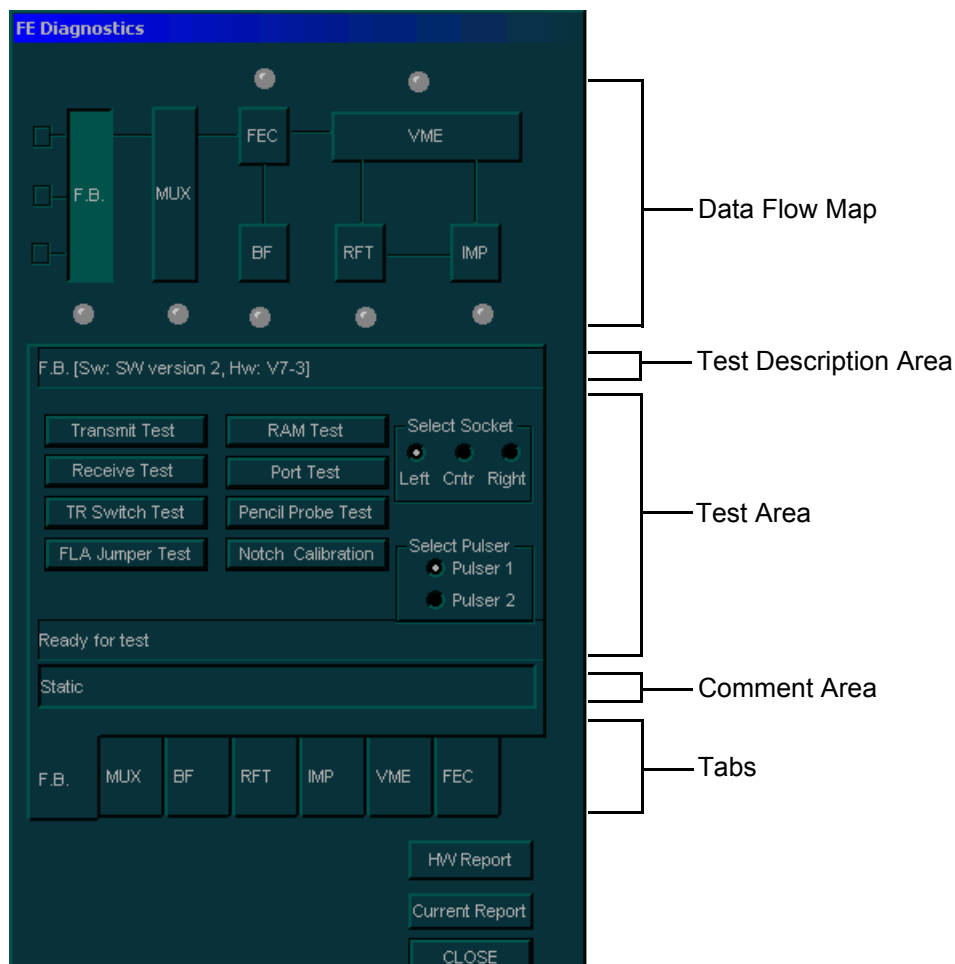 FE Diagnostics
FEC
VME
F.B.
MUX
BF
RFT
IMP
Data Flow Map
F.B. [Sw: SW version 2, Hw: V7-3]
Test Description Area
Transmit Test
RAM Test
Select Socket
Receive Test
Port Test
Left Cntr Right
TR Switch Test
Pencil Probe Test
Test Area
FLA Jumper Test
Notch Calibration
Select Pulser
Pulser 1
Pulser 2
Ready for test
Static
Comment Area
F.B.
MUX
BF
RFT
IMP
VME
FEC
Tabs
HW Report
Current Report
CLOSE